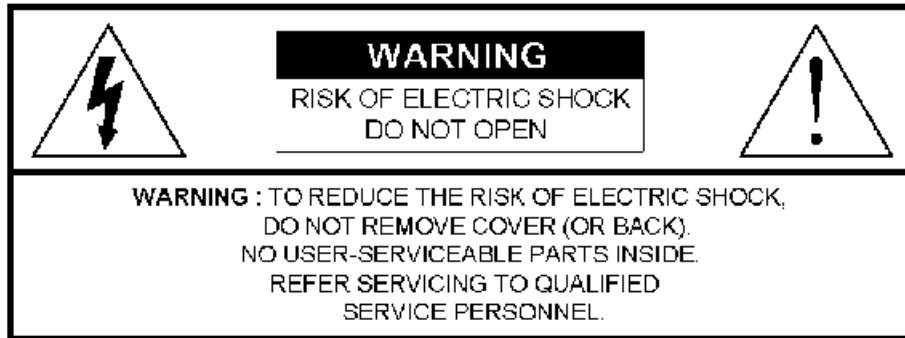 WARNING
RISK OF ELECTRIC SHOCK
DO NOT OPEN
WARNING : TO REDUCE THE RISK OF ELECTRIC SHOCK,
DO NOT REMOVE COVER (OR BACK).
NO USER-SERVICEABLE PARTS INSIDE.
REFER SERVICING TO QUALIFIED
SERVICE PERSONNEL.